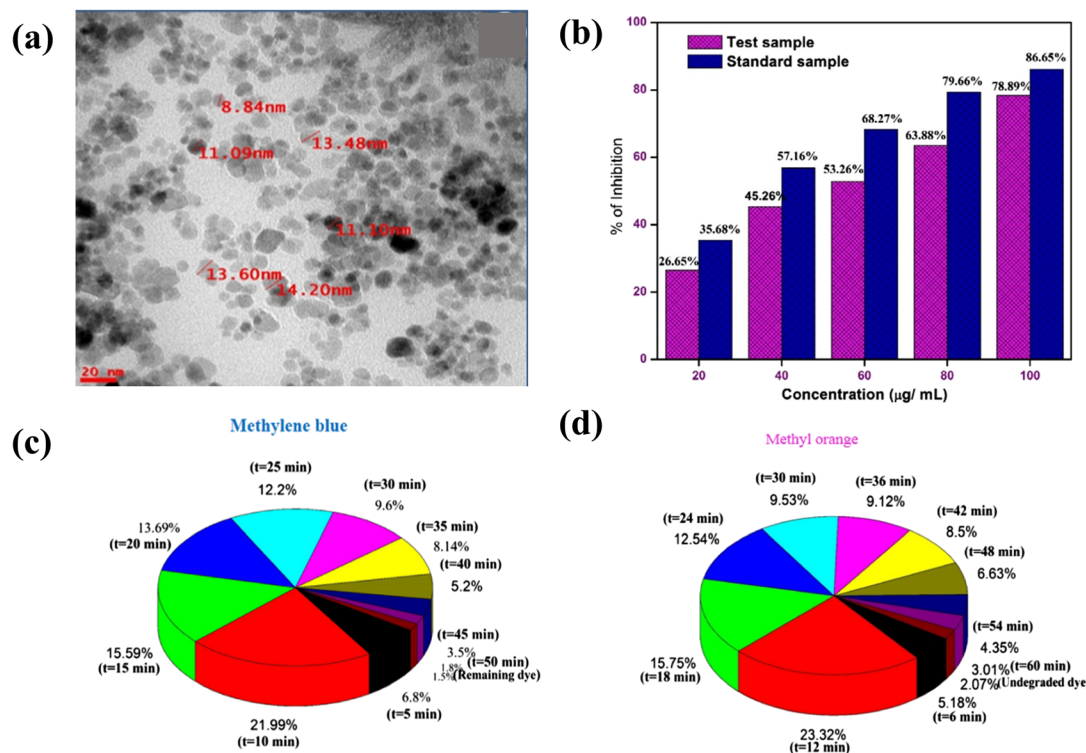 (a)
8.84nm
13.48nm
11.09nm
11.10nm
13.60nm
14.20nm
20 nm
(b)
100
80
60
40
20
0
% of Inhibition
Test sample
Standard sample
26.65%
35.68%
45.26%
57.16%
53.26%
68.27%
63.88%
79.66%
78.89%
86.65%
20
40
60
80
100
Concentration (μg/ mL)
(c)
Methylene blue
(t=25 min)
12.2%
(t=30 min)
9.6%
(t=35 min)
8.14%
(t=40 min)
5.2%
(t=45 min)
3.5%
1.8%
(t=50 min)
1.5%
(Remaining dye)
6.8%
(t=5 min)
21.99%
(t=10 min)
15.59%
(t=15 min)
13.69%
(t=20 min)
(d)
Methyl orange
(t=30 min)
9.53%
(t=36 min)
9.12%
(t=42 min)
8.5%
(t=48 min)
6.63%
(t=54 min)
4.35%
3.01%
(t=60 min)
2.07%
(Undegraded dye
5.18%
(t=6 min)
23.32%
(t=12 min)
15.75%
(t=18 min)
(t=24 min)
12.54%